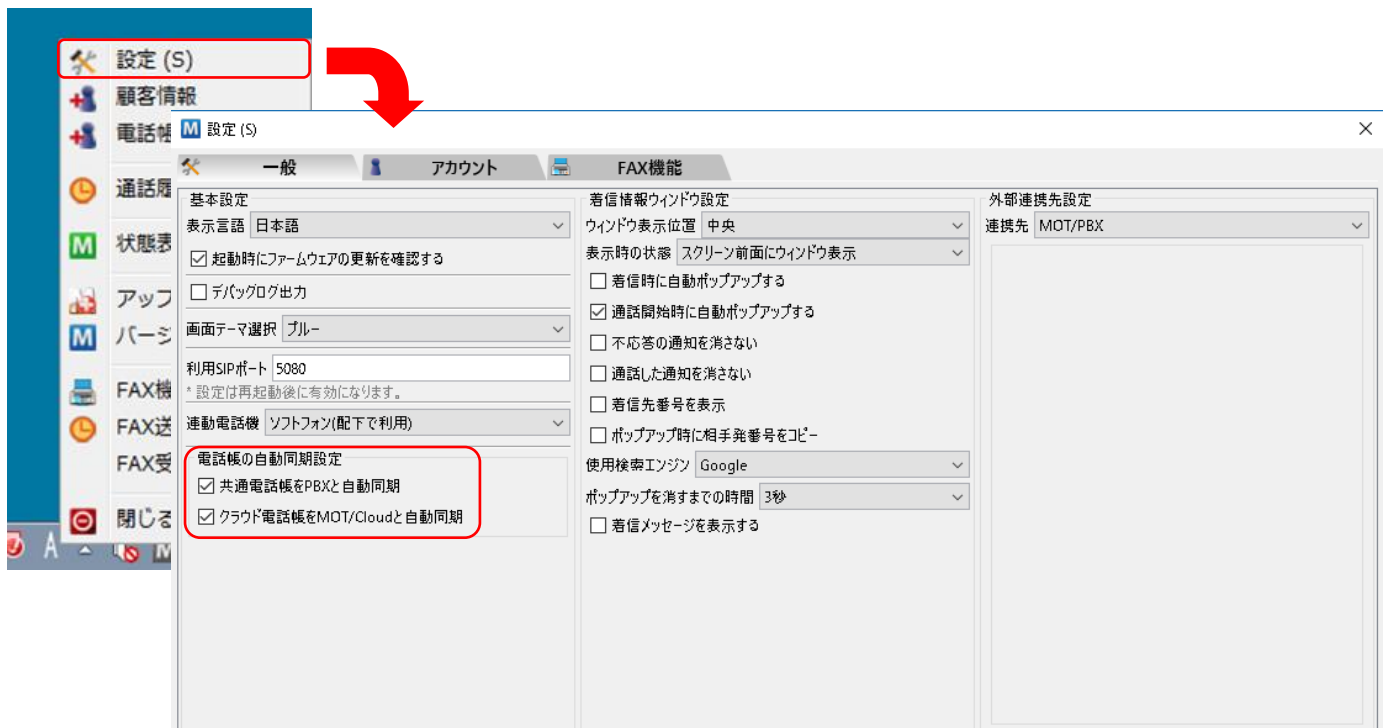 設定 (S)
顧客情報
電話帳
通話履
状態表
アップ
バージ
FAX機
FAX送
FAX受
閉じる
A
M 設定 (S)
一般
アカウント
FAX機能
基本設定
表示言語 日本語
起動時にファームウェアの更新を確認する
デバッグログ出力
画面テーマ選択 ブルー
利用SIPポート 5080
* 設定は再起動後に有効になります。
連動電話機 ソフトフォン(配下で利用)
電話帳の自動同期設定
共通電話帳をPBXと自動同期
クラウド電話帳をMOT/Cloudと自動同期
着信情報ウィンドウ設定
ウィンドウ表示位置 中央
表示時の状態 スクリーン前面にウィンドウ表示
着信時に自動ポップアップする
通話開始時に自動ポップアップする
不応答の通知を消さない
通話した通知を消さない
着信先番号を表示
ポップアップ時に相手発番号をコピー
使用検索エンジン Google
ポップアップを消すまでの時間 3秒
着信メッセージを表示する
外部連携先設定
連携先 MOT/PBX